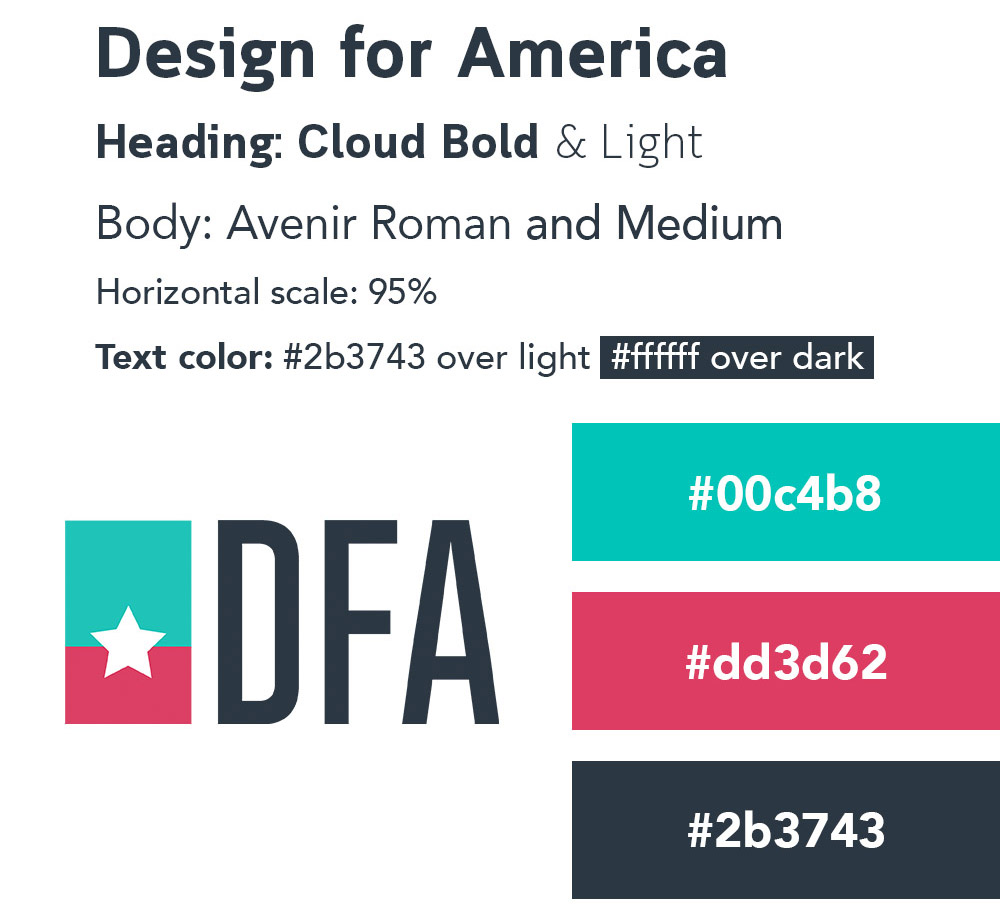 Design for America
Heading: Cloud Bold & Light
Body: Avenir Roman and Medium
Horizontal scale: 95%
Text color: #2b3743 over light #ffffff over dark
DFA
#00c4b8
#dd3d62
#2b3743